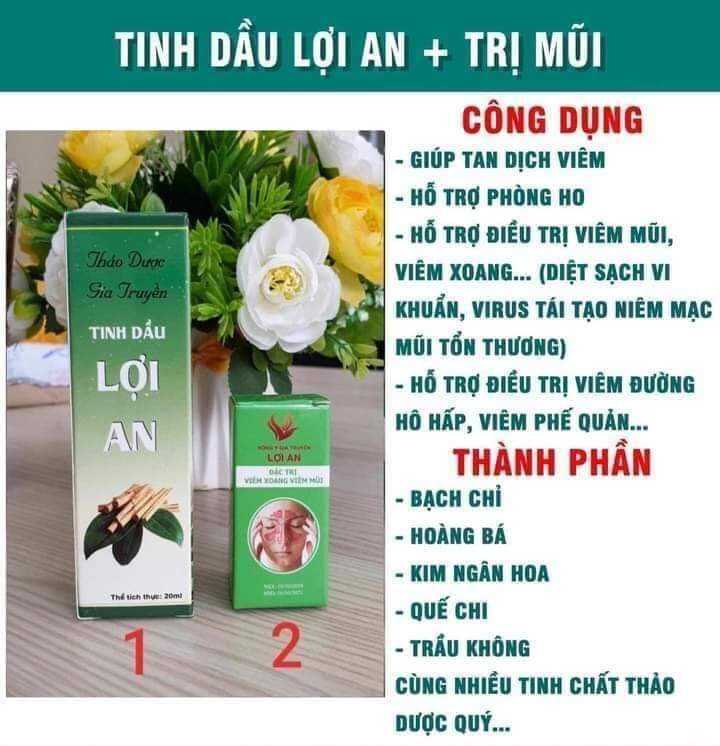 TINH DẦU LỢI AN + TRỊ MŨI
CÔNG DỤNG
- GIÚP TAN DỊCH VIÊM
- HỖ TRỢ PHÒNG HO
- HỖ TRỢ ĐIỀU TRỊ VIÊM MŨI,
VIÊM XOANG... (DIỆT SẠCH VI
KHUẨN, VIRUS TÁI TẠO NIÊM MẠC
MŨI TỔN THƯƠNG)
- HỖ TRỢ ĐIỀU TRỊ VIÊM ĐƯỜNG
HÔ HẤP, VIÊM PHẾ QUẢN...
THÀNH PHẦN
- BẠCH CHỈ
- HOÀNG BÁ
- KIM NGÂN HOA
- QUẾ CHI
- TRẦU KHÔNG
CÙNG NHIỀU TINH CHẤT THẢO
DƯỢC QUÝ...
Thảo Dược
Gia Truyền
TINH DẦU
LỢI
AN
Thể tích thực: 20ml
1
ĐÔNG Y GIA TRUYỀN
LỢI AN
ĐẶC TRỊ
VIÊM XOANG VIÊM MŨI
2